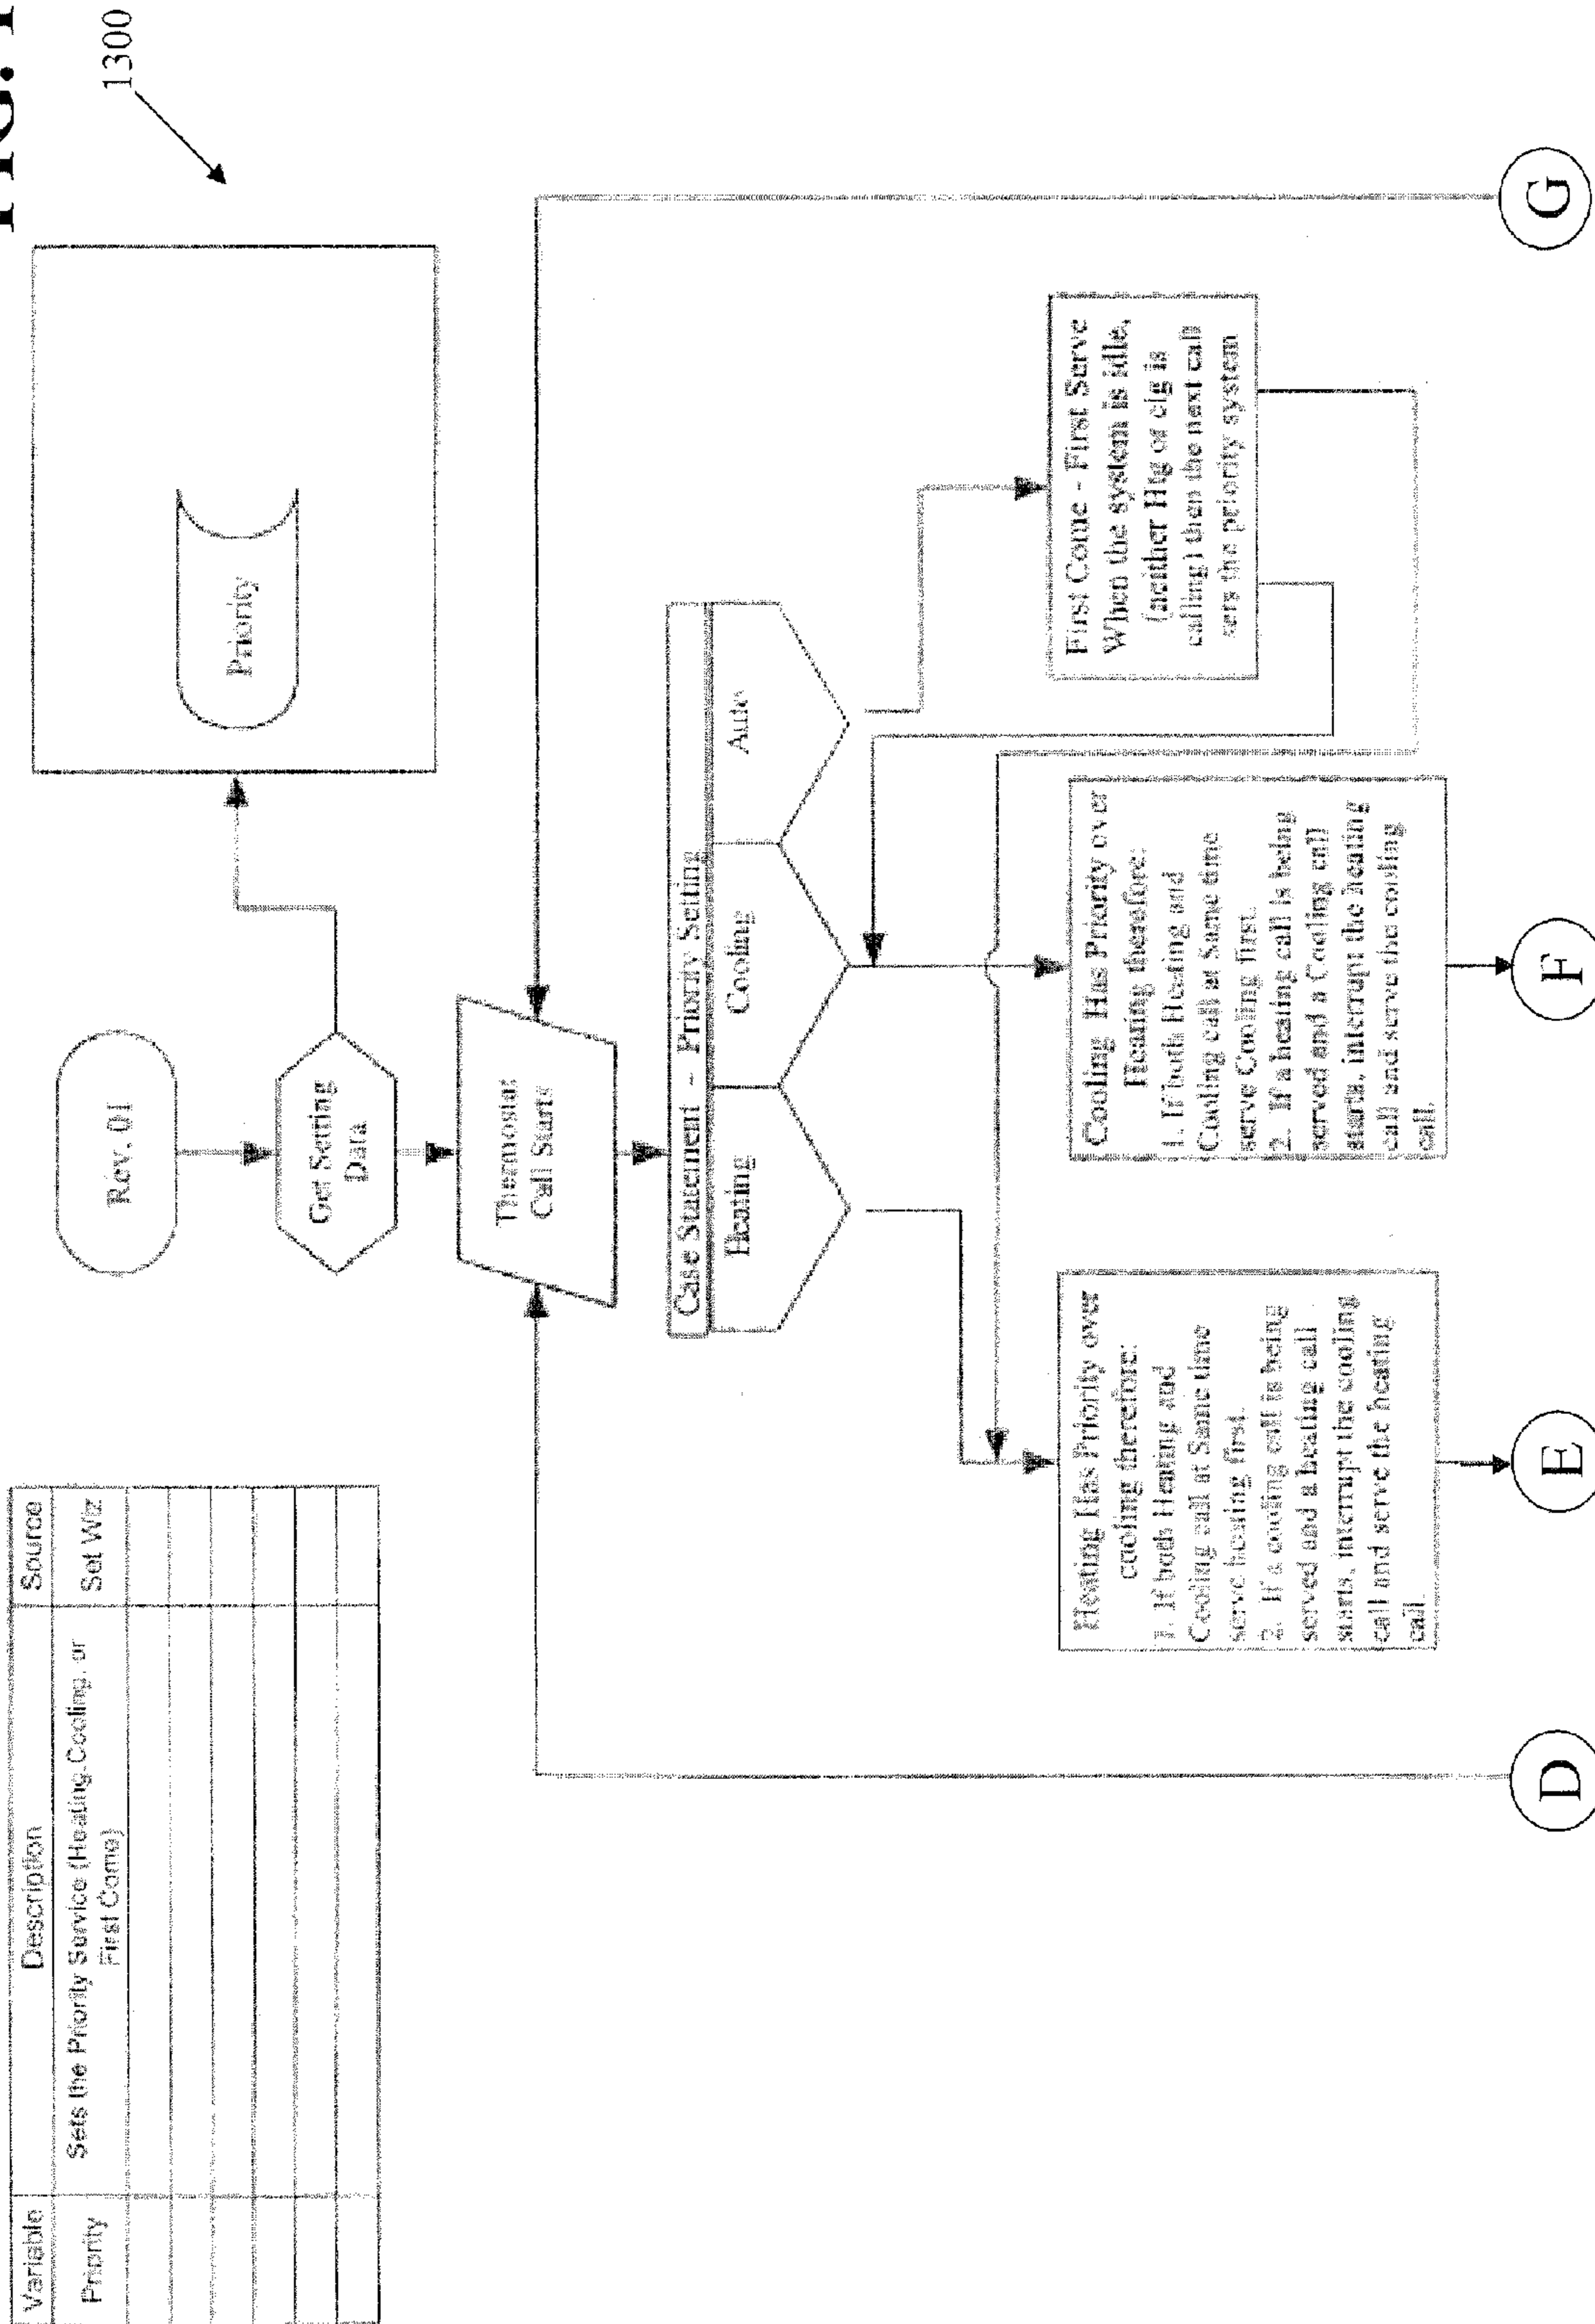 FIG. 1
1300
Variable Description Source
Priority Sets the Priority Service (Heating, Cooling, or Set Wiz
First Come)
Rev. 01
Get Setting
Data
Priority
Thermostat
Call Starts
Case Statement - Priority Setting
Heating Cooling Auto
First Come - First Serve
When the system is idle,
(neither Htg or clg is
calling) then the next call
sets the priority system
Heating Has Priority over
cooling therefore:
1. If both Heating and
Cooling call at Same time
serve heating first.
2. If a cooling call is being
served and a heating call
starts, interrupt the cooling
call and serve the heating
call.
Cooling Has Priority over
Heating therefore:
1. If both Heating and
Cooling call at Same time
serve Cooling first.
2. If a heating call is being
served and a Cooling call
starts, interrupt the heating
call and serve the cooling
call.
D
E
F
G